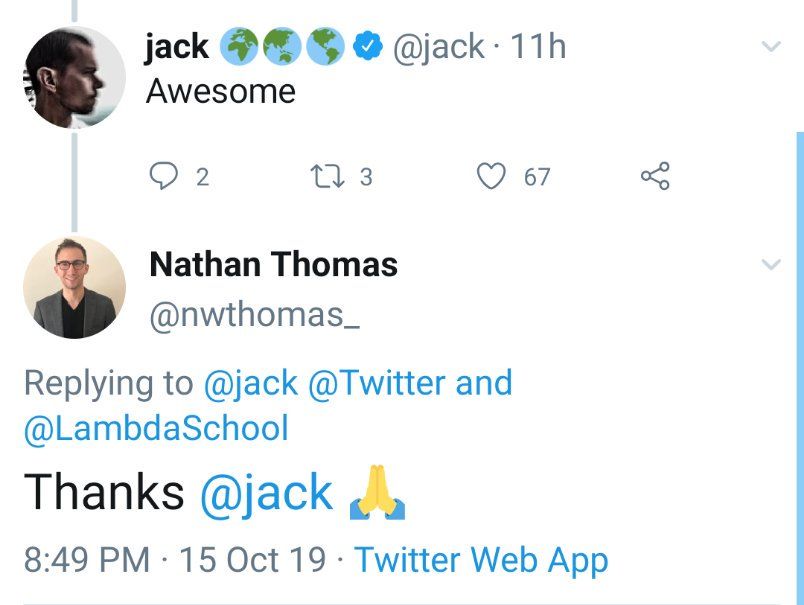 jack 🌍🌏🌎 @jack · 11h
Awesome
2 3 67
Nathan Thomas
@nwthomas_
Replying to @jack @Twitter and
@LambdaSchool
Thanks @jack 🙏
8:49 PM · 15 Oct 19 · Twitter Web App